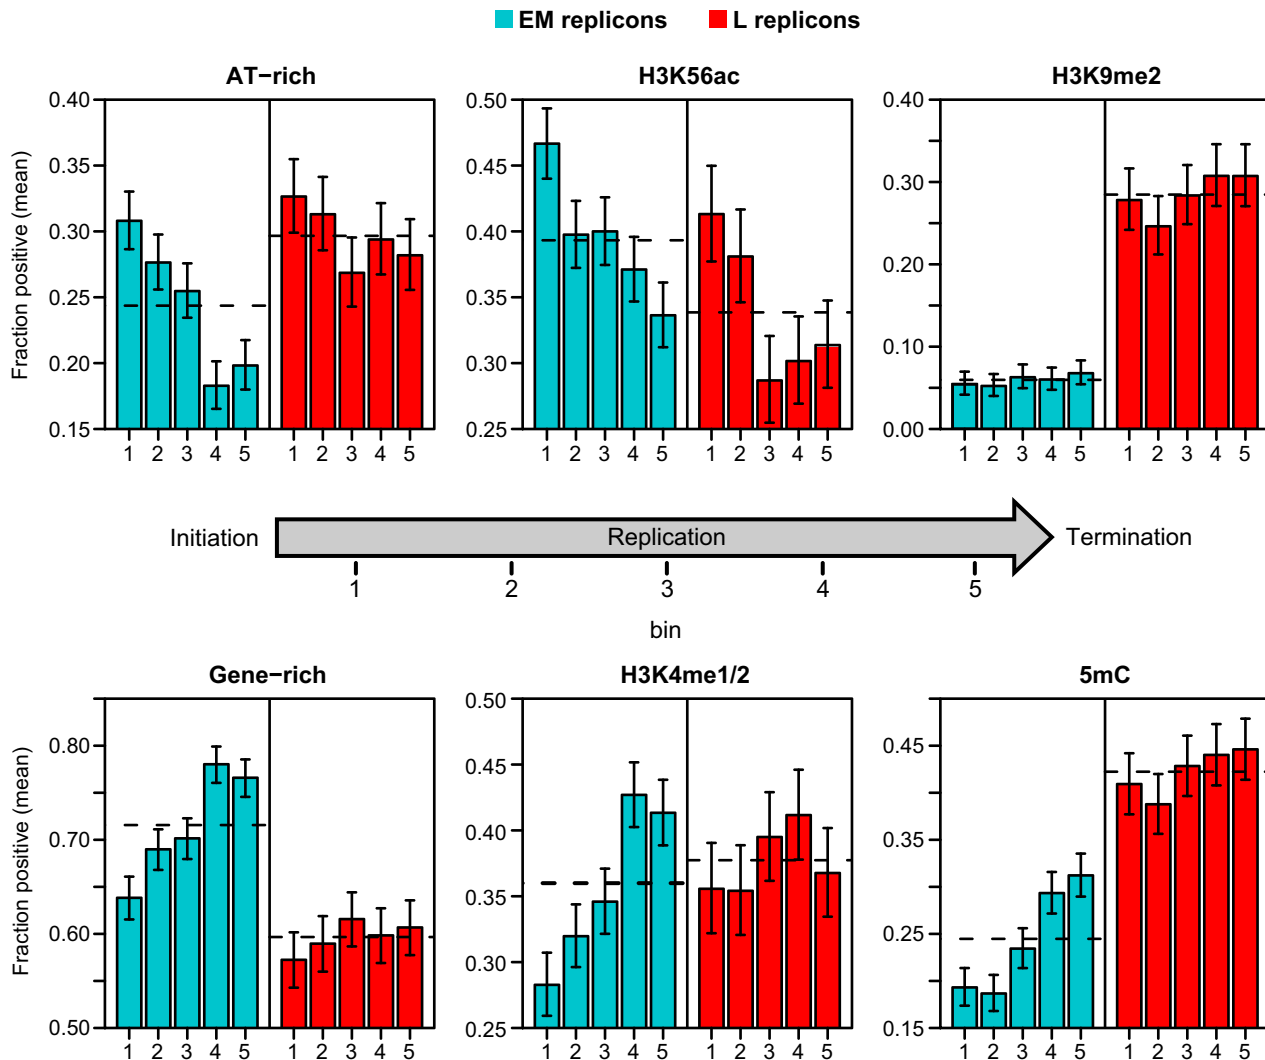 EM replicons L replicons
AT−rich H3K56ac H3K9me2
Fraction positive (mean)
0.40
0.35
0.30
0.25
0.20
0.15
1 2 3 4 5 1 2 3 4 5
0.50
0.45
0.40
0.35
0.30
0.25
1 2 3 4 5 1 2 3 4 5
0.40
0.30
0.20
0.10
0.00
1 2 3 4 5 1 2 3 4 5
Initiation Replication Termination
1 2 3 4 5
bin
Gene−rich H3K4me1/2 5mC
Fraction positive (mean)
0.80
0.70
0.60
0.50
1 2 3 4 5 1 2 3 4 5
0.50
0.45
0.40
0.35
0.30
0.25
1 2 3 4 5 1 2 3 4 5
0.45
0.35
0.25
0.15
1 2 3 4 5 1 2 3 4 5